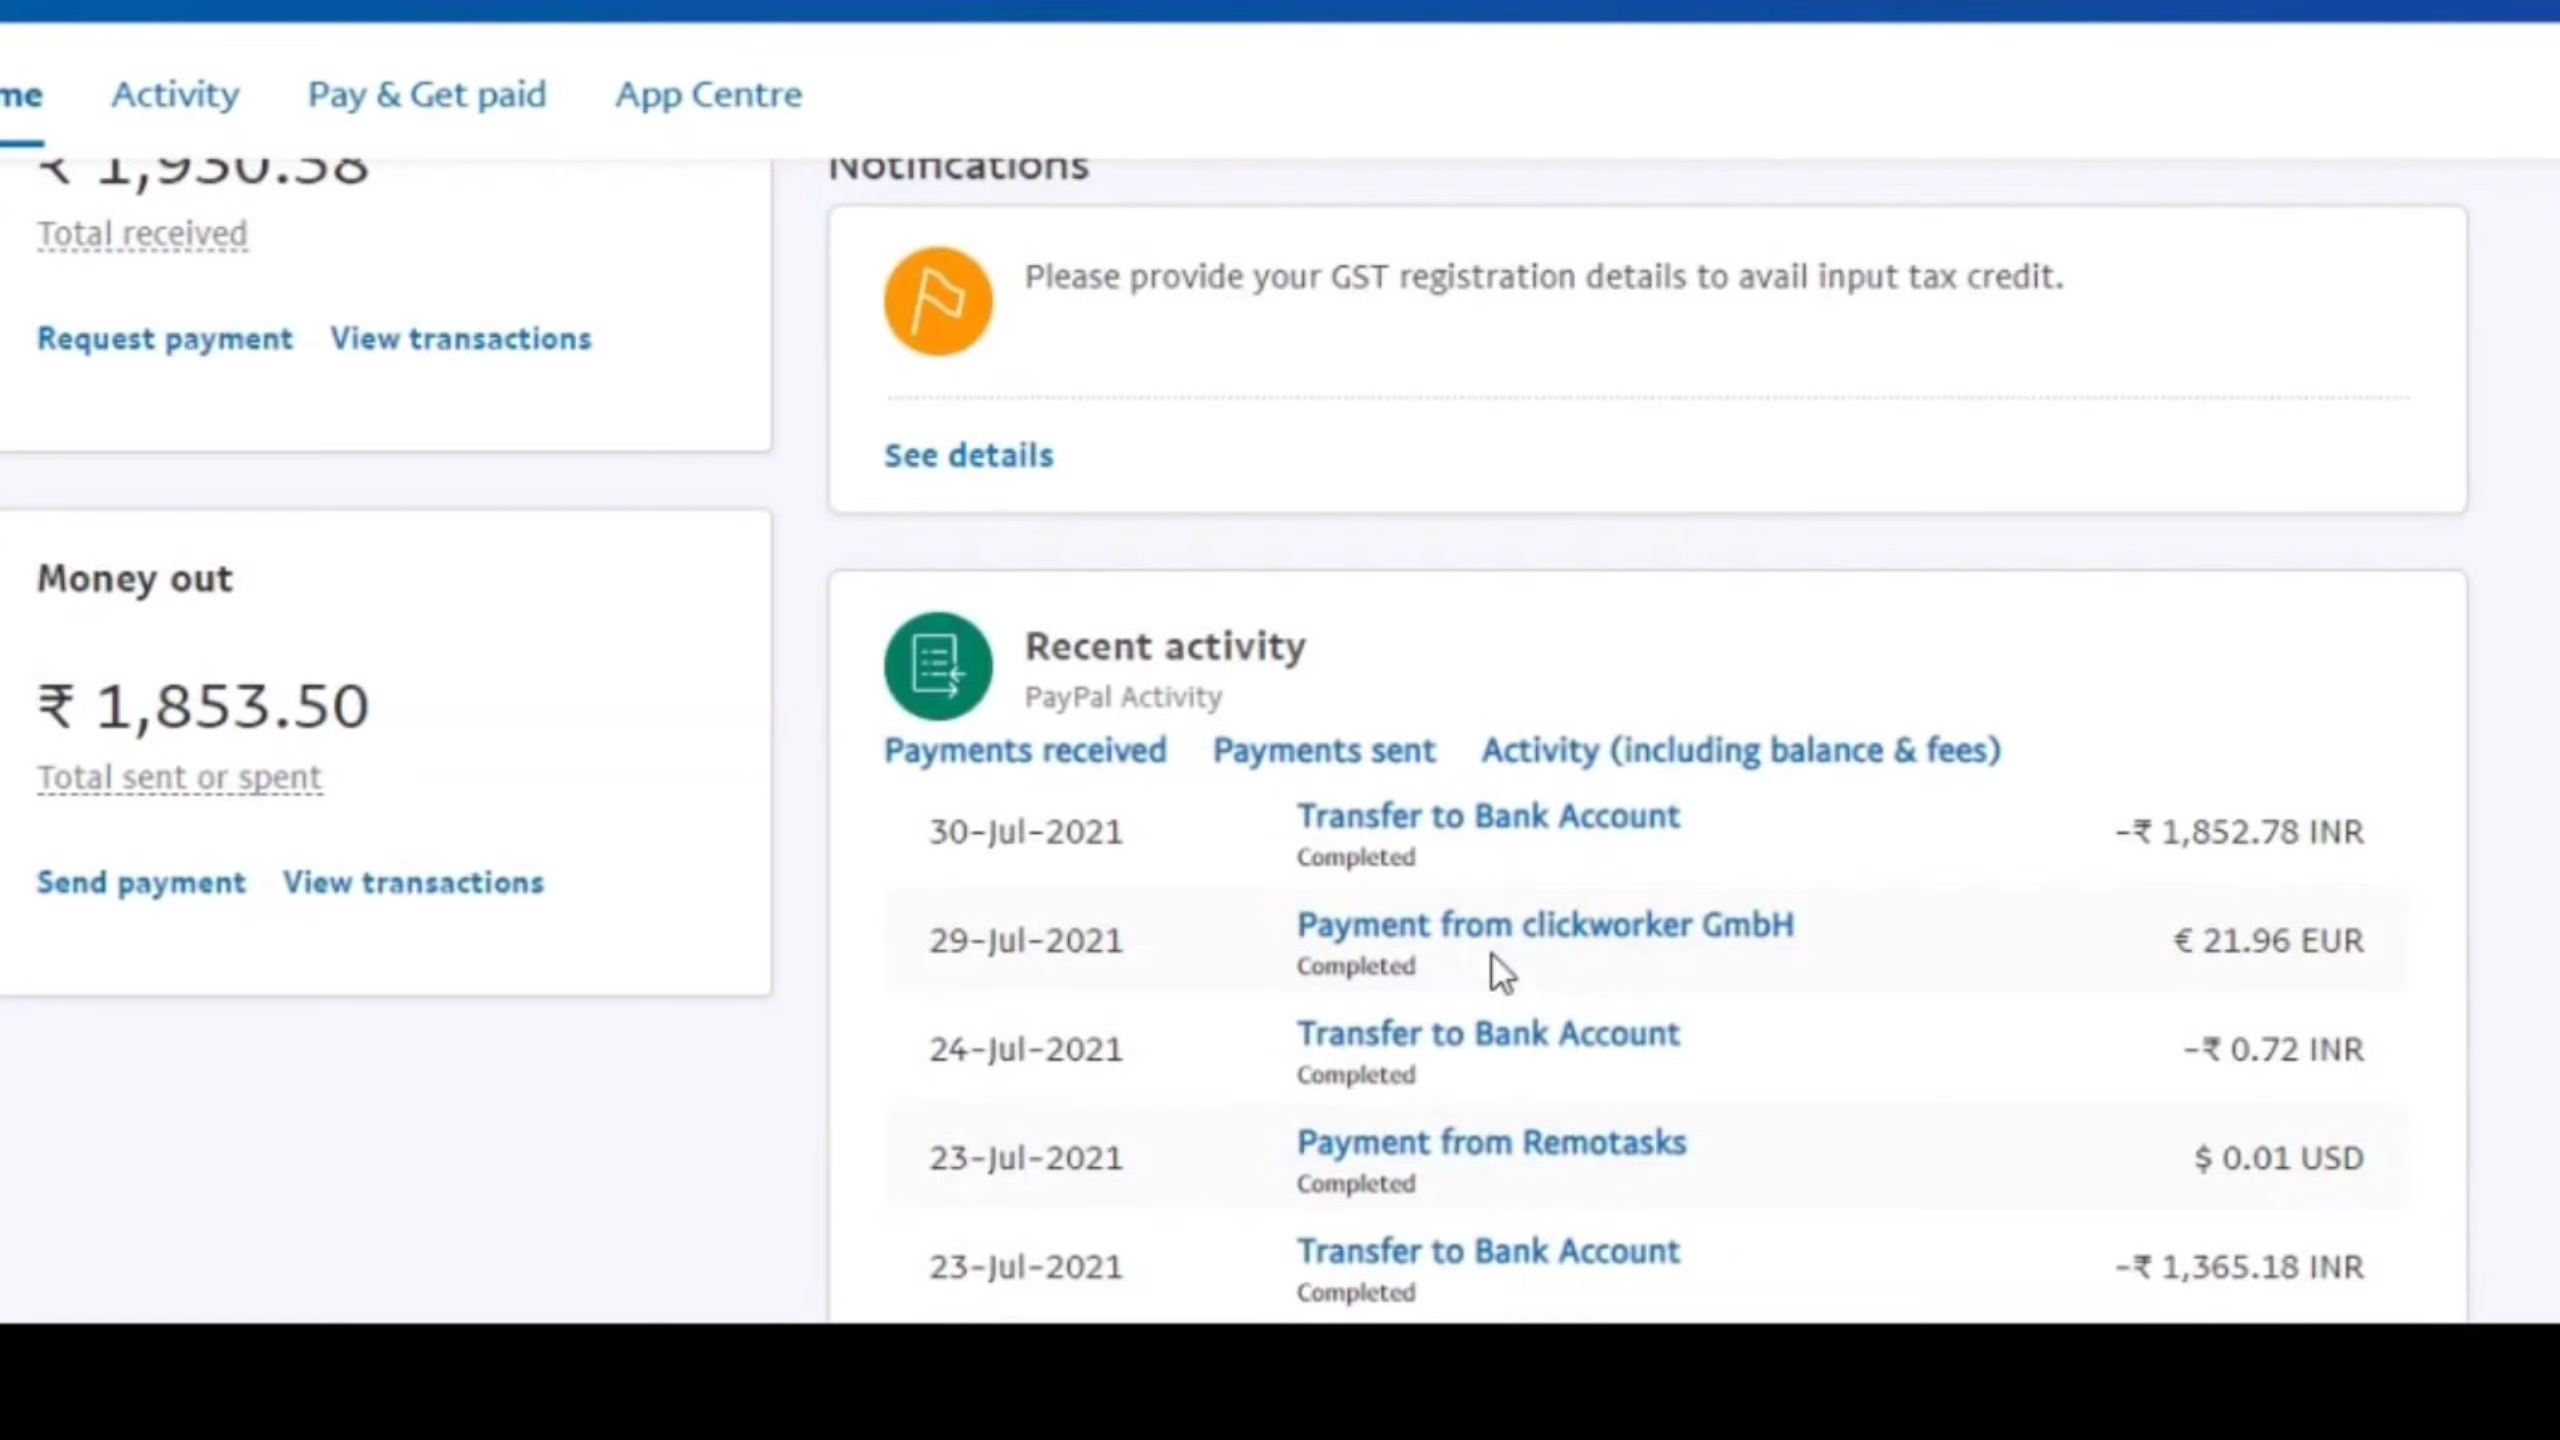 me Activity Pay & Get paid App Centre
₹ 1,930.58
Total received
Request payment View transactions
Money out
₹ 1,853.50
Total sent or spent
Send payment View transactions
Notifications
Please provide your GST registration details to avail input tax credit.
See details
Recent activity
PayPal Activity
Payments received Payments sent Activity (including balance & fees)
30-Jul-2021 Transfer to Bank Account -₹ 1,852.78 INR
Completed
29-Jul-2021 Payment from clickworker GmbH € 21.96 EUR
Completed
24-Jul-2021 Transfer to Bank Account -₹ 0.72 INR
Completed
23-Jul-2021 Payment from Remotasks $ 0.01 USD
Completed
23-Jul-2021 Transfer to Bank Account -₹ 1,365.18 INR
Completed